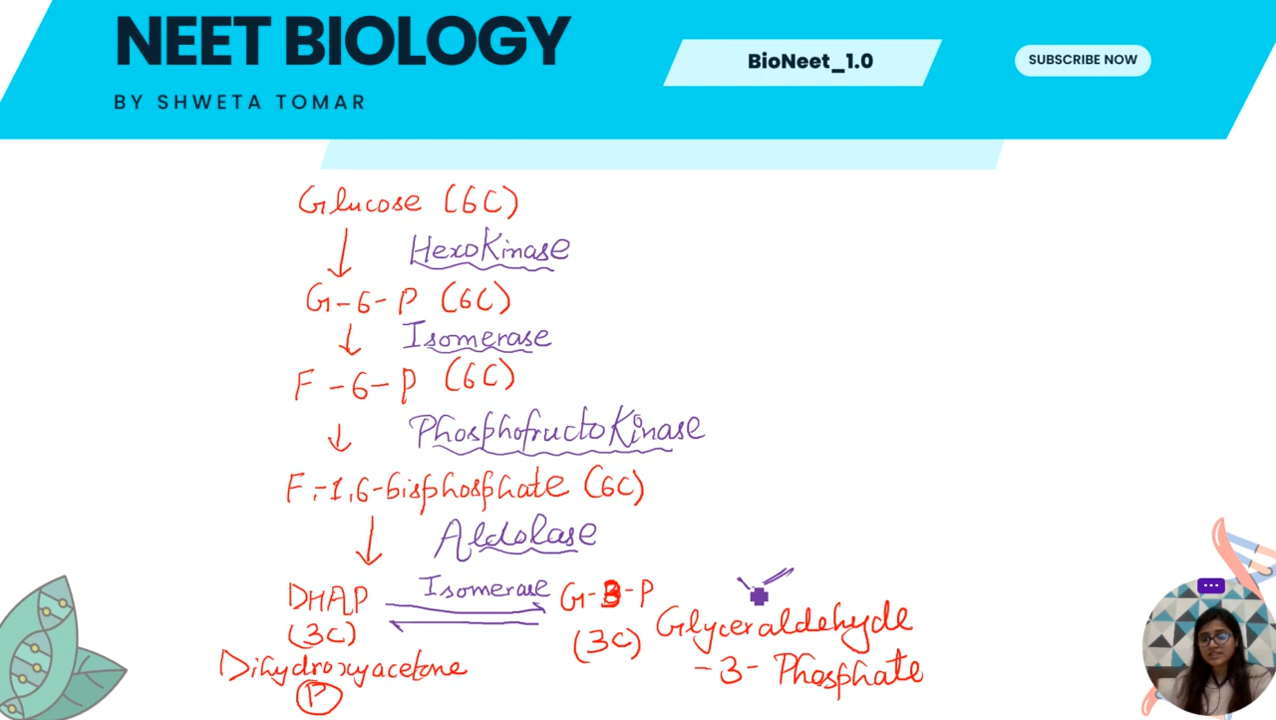 NEET BIOLOGY
BY SHWETA TOMAR
BioNeet_1.0
SUBSCRIBE NOW
Glucose (6C)
Hexokinase
G-6-P (6C)
Isomerase
F-6-P (6C)
Phosphofructokinase
F-1,6-bisphosphate (6C)
Aldolase
DHAP Isomerase G-3-P
(3C) (3C) Glyceraldehyde
Dihydroxyacetone -3-Phosphate
P